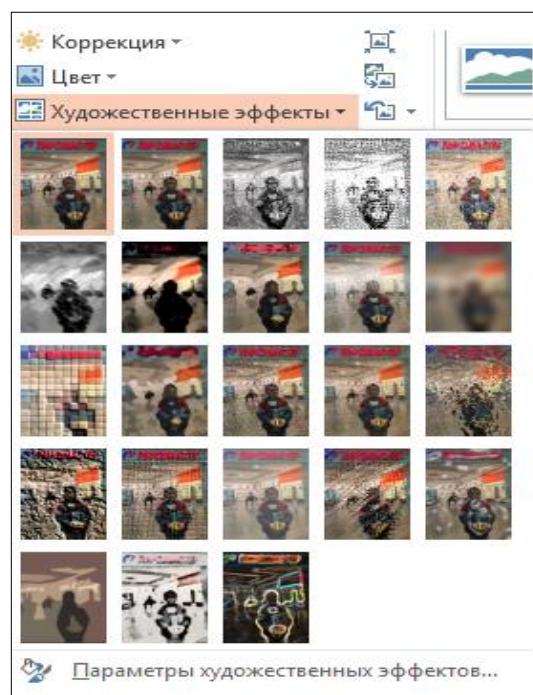 Коррекция
Цвет
Художественные эффекты
Параметры художественных эффектов...